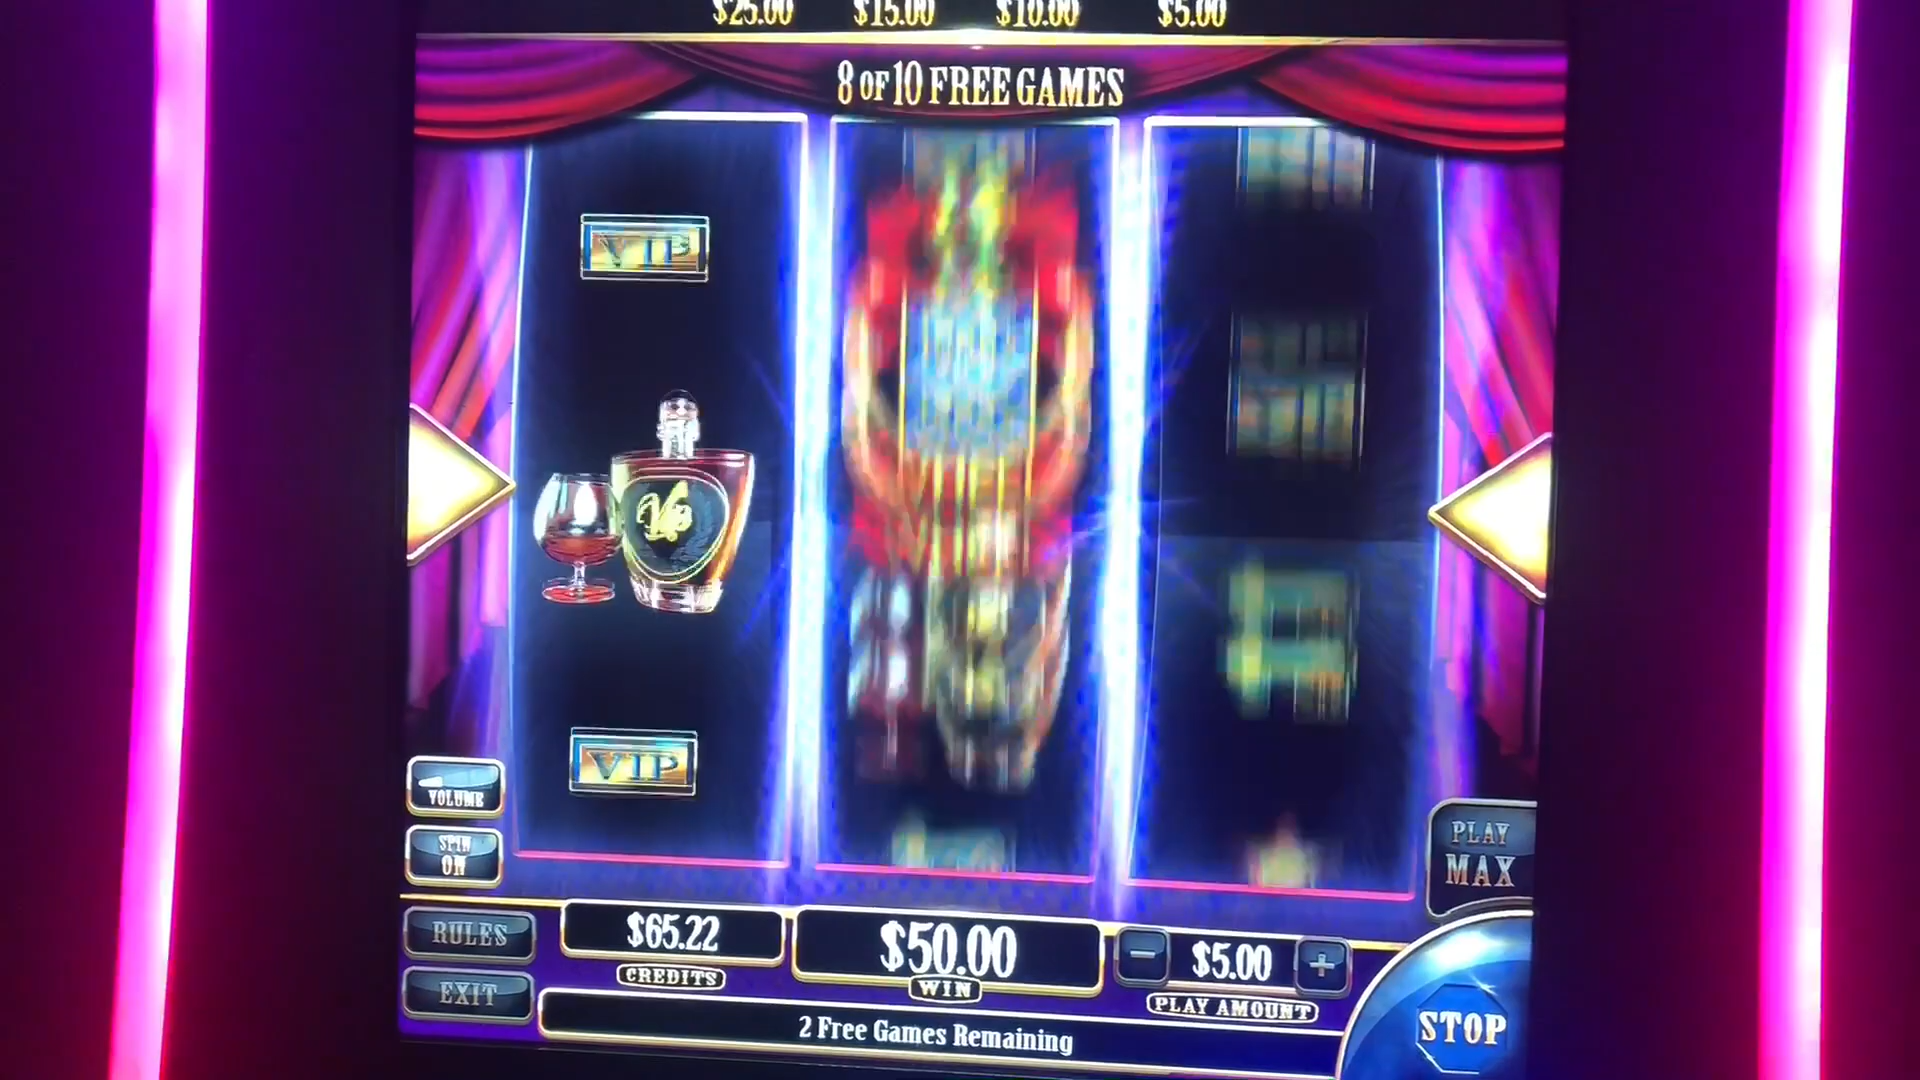 $25.00 $15.00 $10.00 $5.00
8 OF 10 FREE GAMES
VIP
VIP
VIP
VOLUME
SPIN
ON
PLAY
MAX
RULES
$65.22
CREDITS
$50.00
WIN
- $5.00 +
PLAY AMOUNT
EXIT
2 Free Games Remaining
STOP